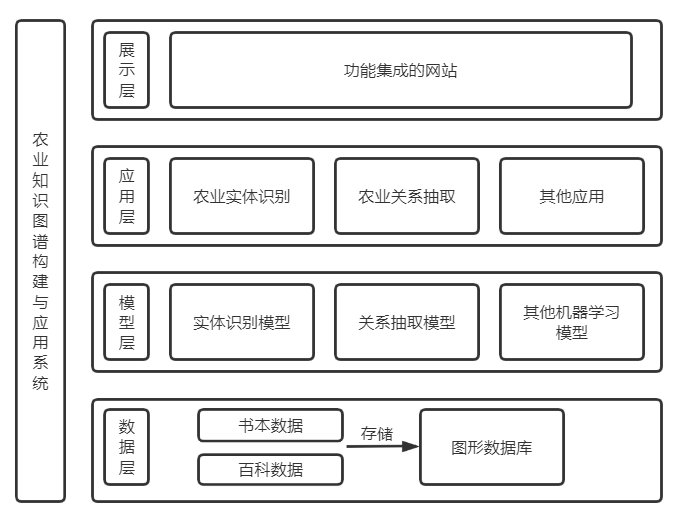 农业知识图谱构建与应用系统
展示层
功能集成的网站
应用层
农业实体识别
农业关系抽取
其他应用
模型层
实体识别模型
关系抽取模型
其他机器学习
模型
数据层
书本数据
百科数据
存储
图形数据库